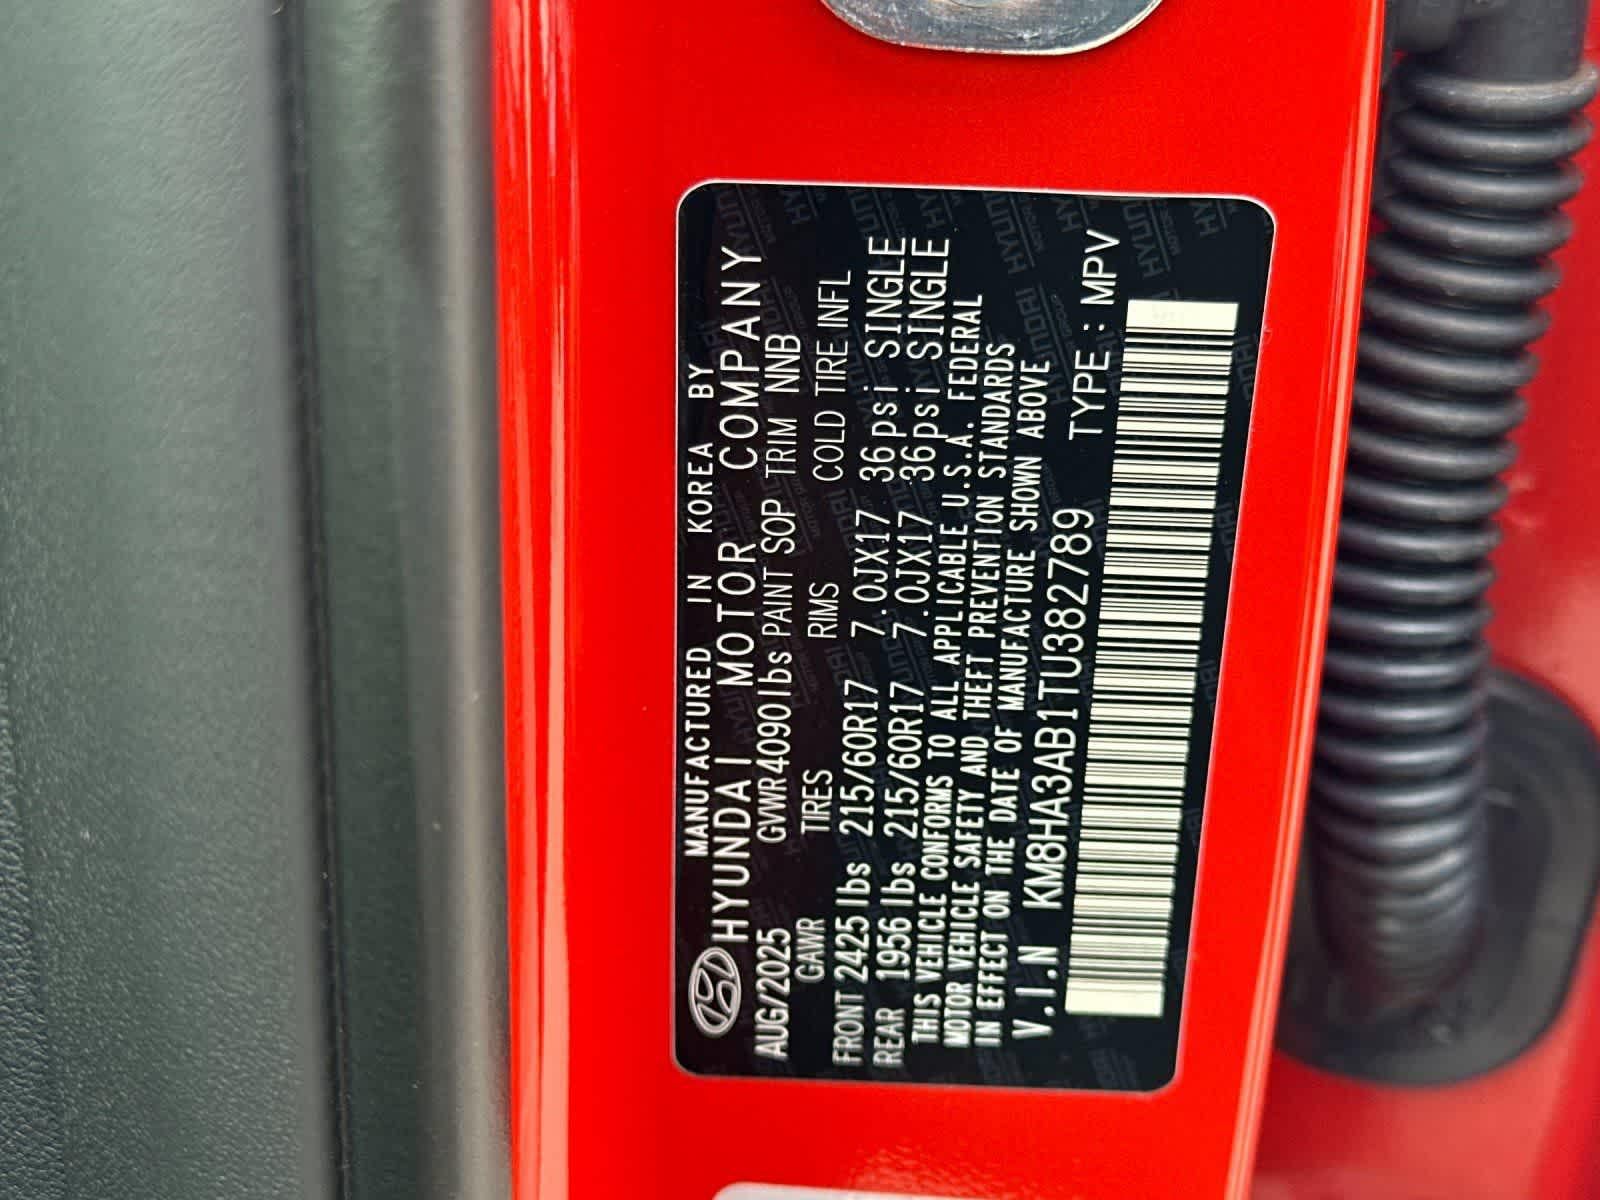 MANUFACTURED IN KOREA BY
HYUNDAI MOTOR COMPANY
AUG/2025 GVWR 4090 lbs PAINT SOP TRIM NNB
GAWR TIRES RIMS COLD TIRE INFL
FRONT 2425 lbs 215/60R17 7.0JX17 36psi SINGLE
REAR 1956 lbs 215/60R17 7.0JX17 36psi SINGLE
THIS VEHICLE CONFORMS TO ALL APPLICABLE U.S.A. FEDERAL
MOTOR VEHICLE SAFETY AND THEFT PREVENTION STANDARDS
IN EFFECT ON THE DATE OF MANUFACTURE SHOWN ABOVE
V.I.N KM8HA3AB1TU382789 TYPE : MPV